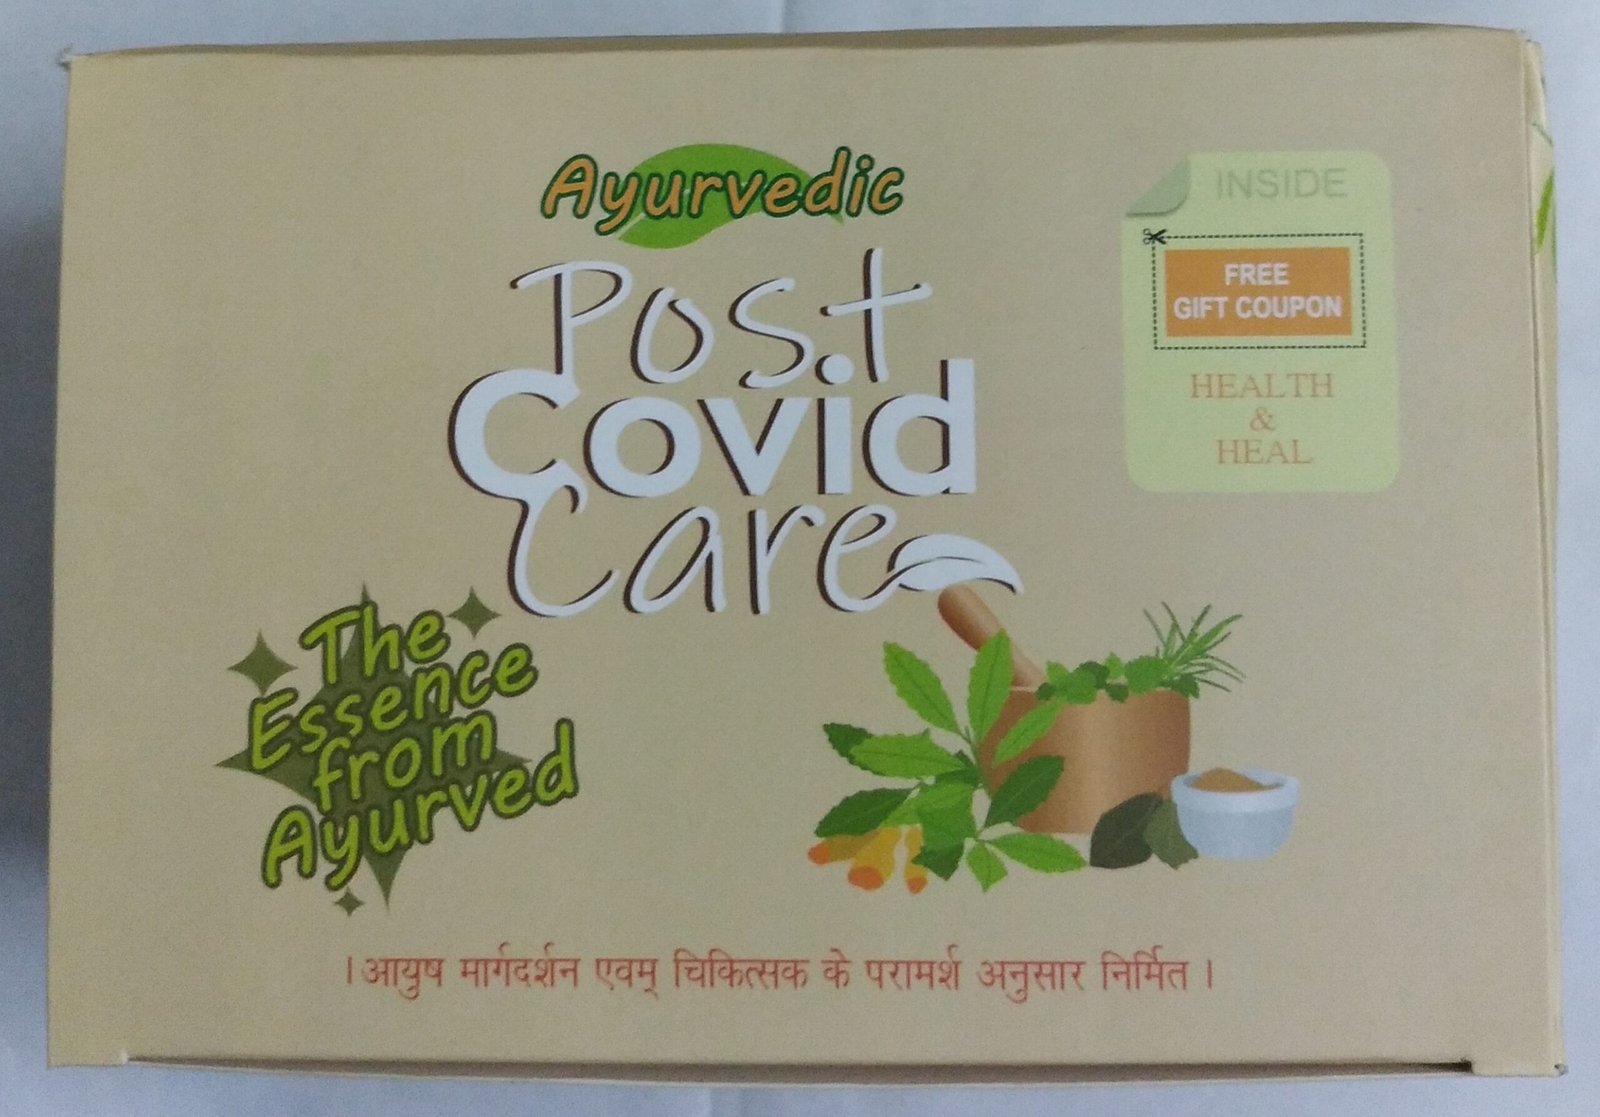 Ayurvedic
Post
Covid
Care
INSIDE
FREE
GIFT COUPON
HEALTH
&
HEAL
The
Essence
from
Ayurved
। आयुष मार्गदर्शन एवम् चिकित्सक के परामर्श अनुसार निर्मित ।